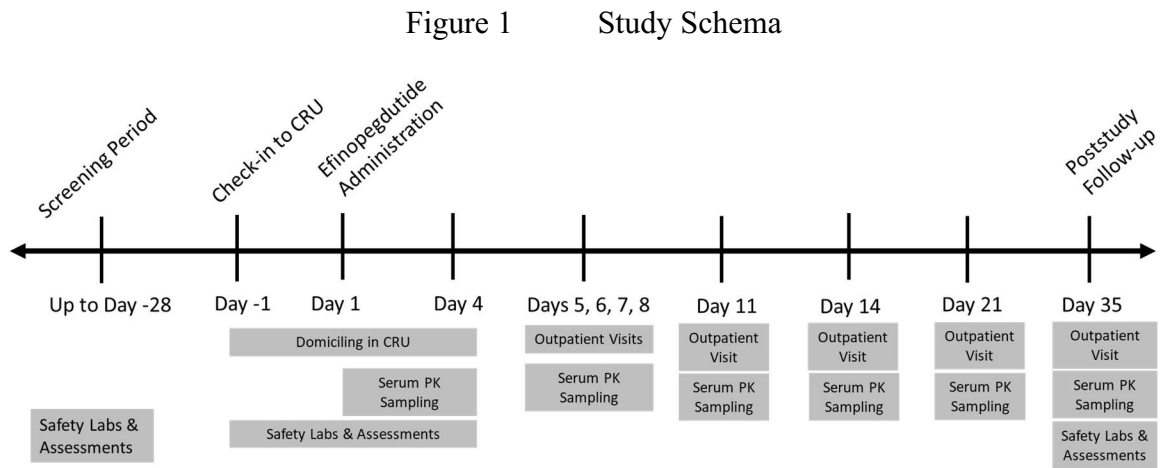 Figure 1 Study Schema
Screening Period
Check-in to CRU
Efinopegdutide
Administration
Poststudy
Follow-up
Up to Day -28
Day -1
Day 1
Day 4
Days 5, 6, 7, 8
Day 11
Day 14
Day 21
Day 35
Domiciling in CRU
Outpatient Visits
Outpatient
Visit
Outpatient
Visit
Outpatient
Visit
Outpatient
Visit
Serum PK
Sampling
Serum PK
Sampling
Serum PK
Sampling
Serum PK
Sampling
Serum PK
Sampling
Serum PK
Sampling
Safety Labs &
Assessments
Safety Labs & Assessments
Safety Labs &
Assessments